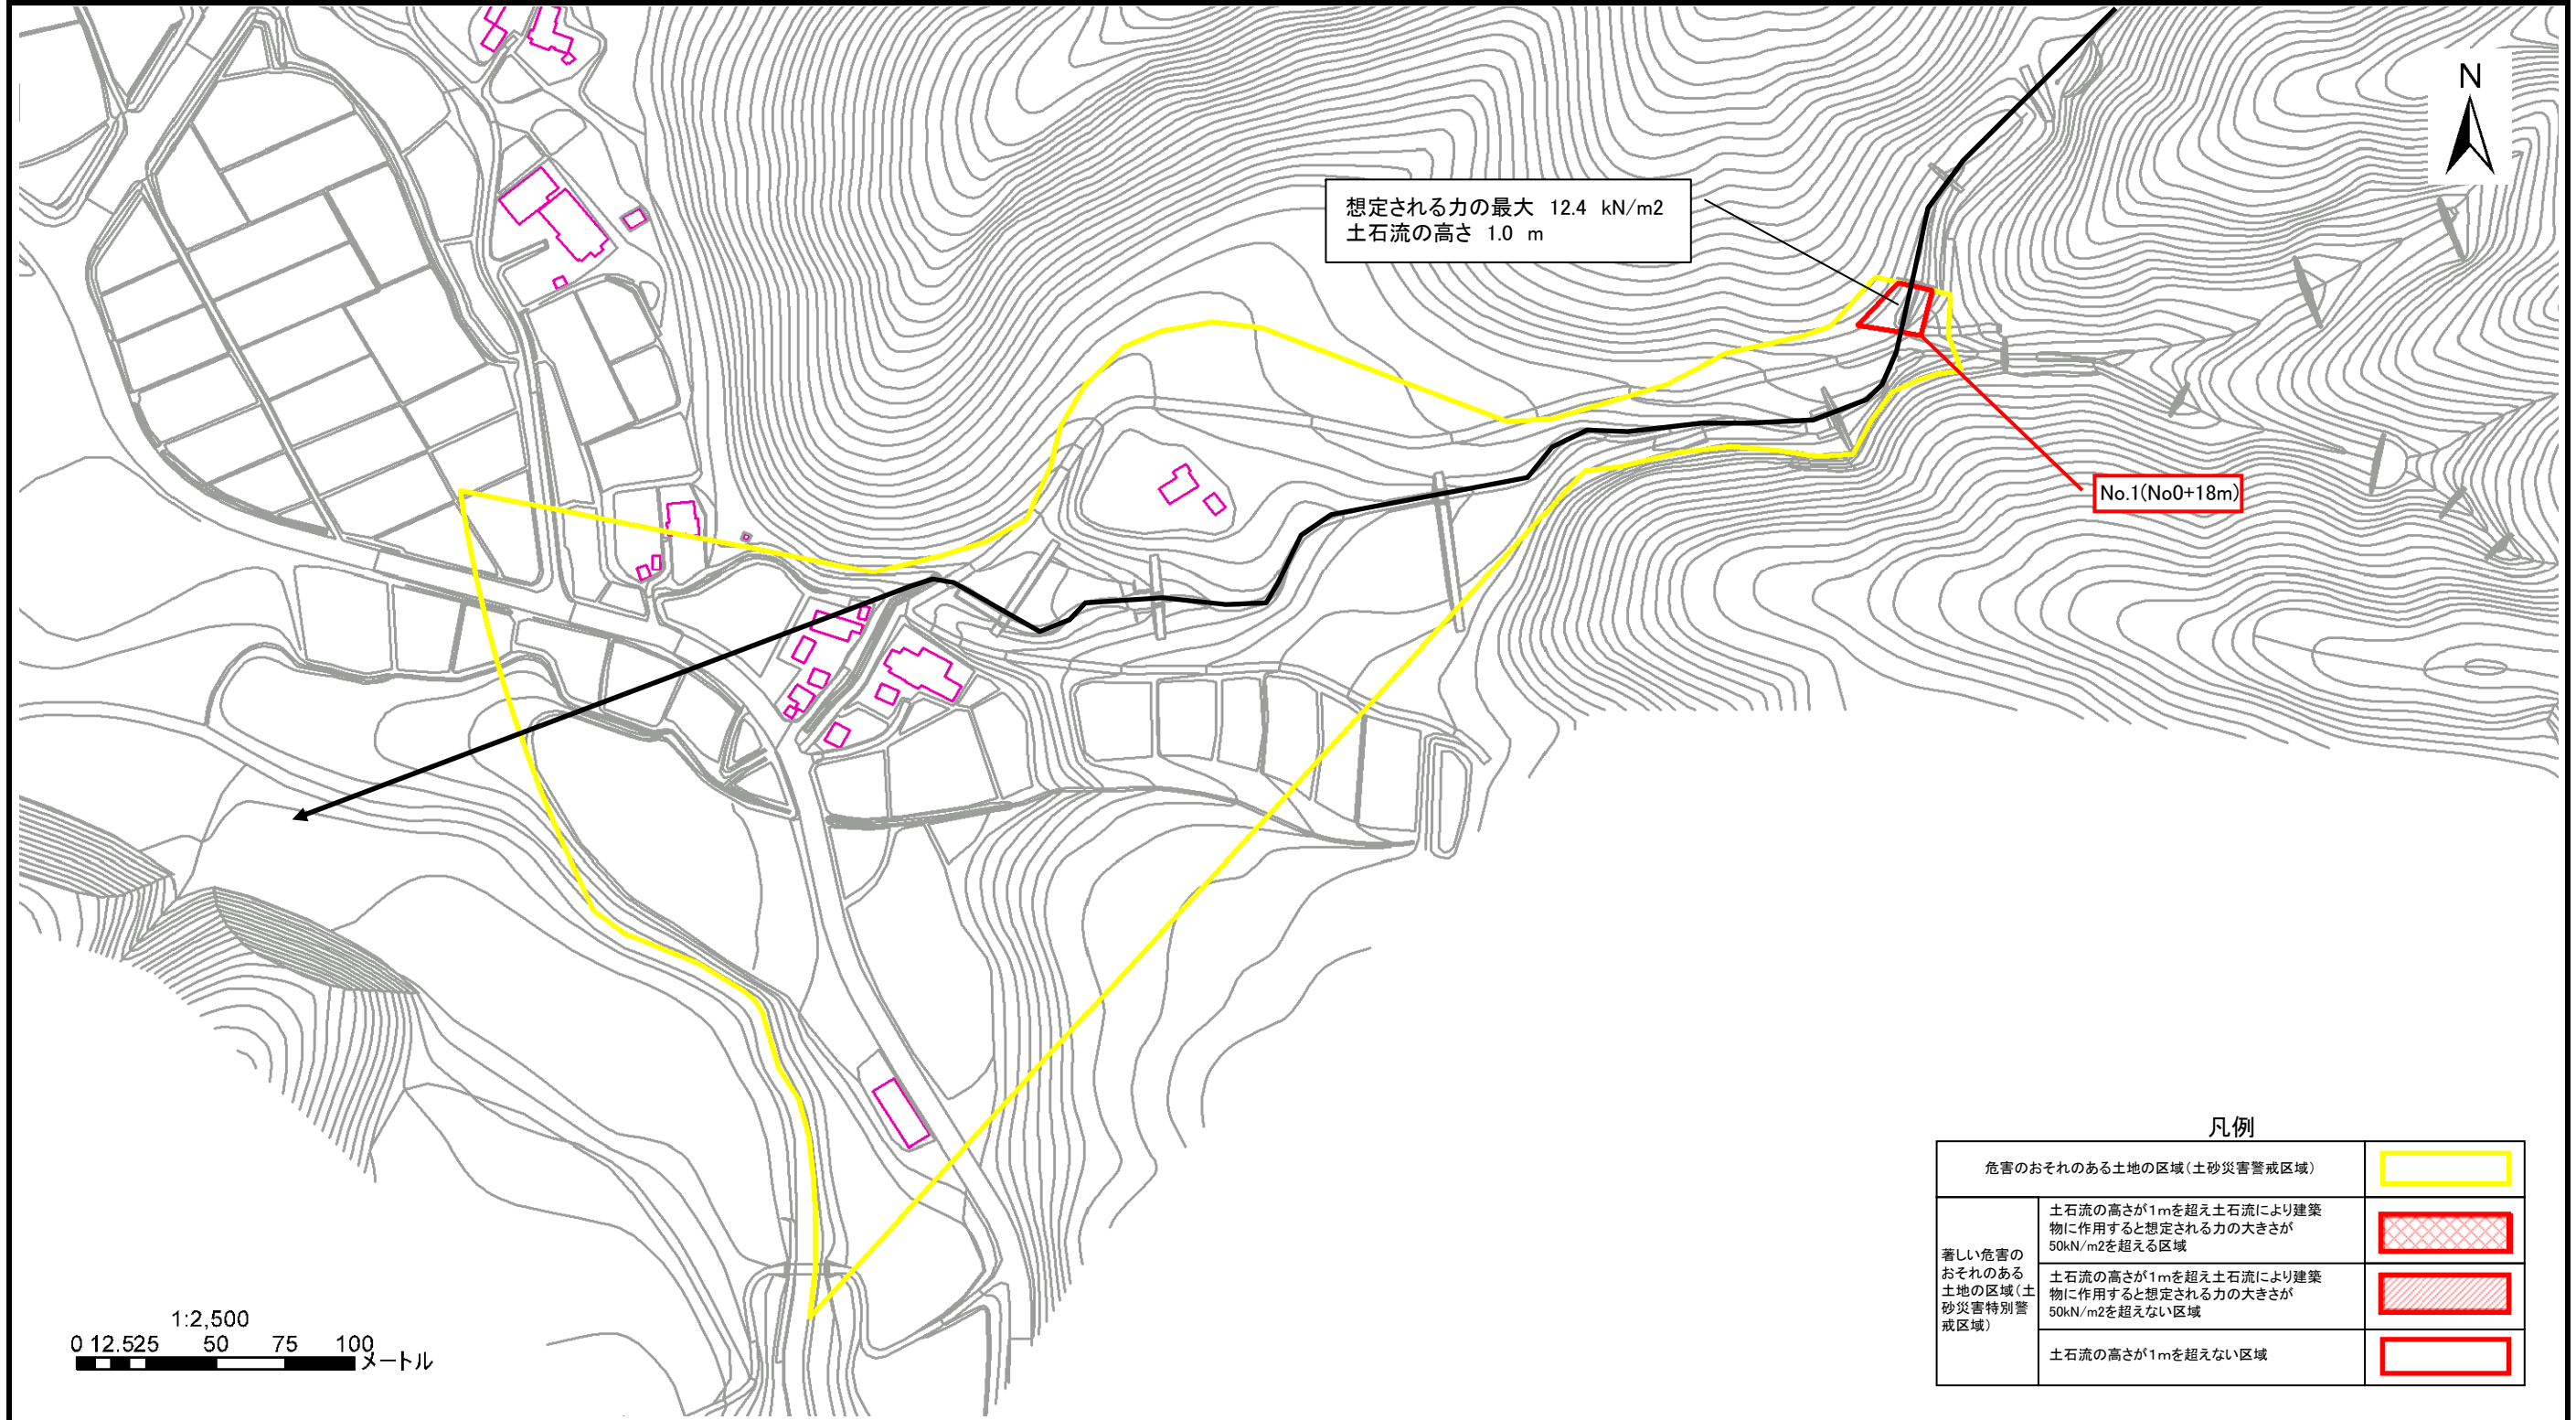 N
想定される力の最大 12.4 kN/m2
土石流の高さ 1.0 m
No.1(No0+18m)
凡例
危害のおそれのある土地の区域(土砂災害警戒区域)
著しい危害の
おそれのある
土地の区域(土
砂災害特別警
戒区域)
土石流の高さが1mを超え土石流により建築
物に作用すると想定される力の大きさが
50kN/m2を超える区域
土石流の高さが1mを超え土石流により建築
物に作用すると想定される力の大きさが
50kN/m2を超えない区域
土石流の高さが1mを超えない区域
1:2,500
0 12.525 50 75 100
メートル